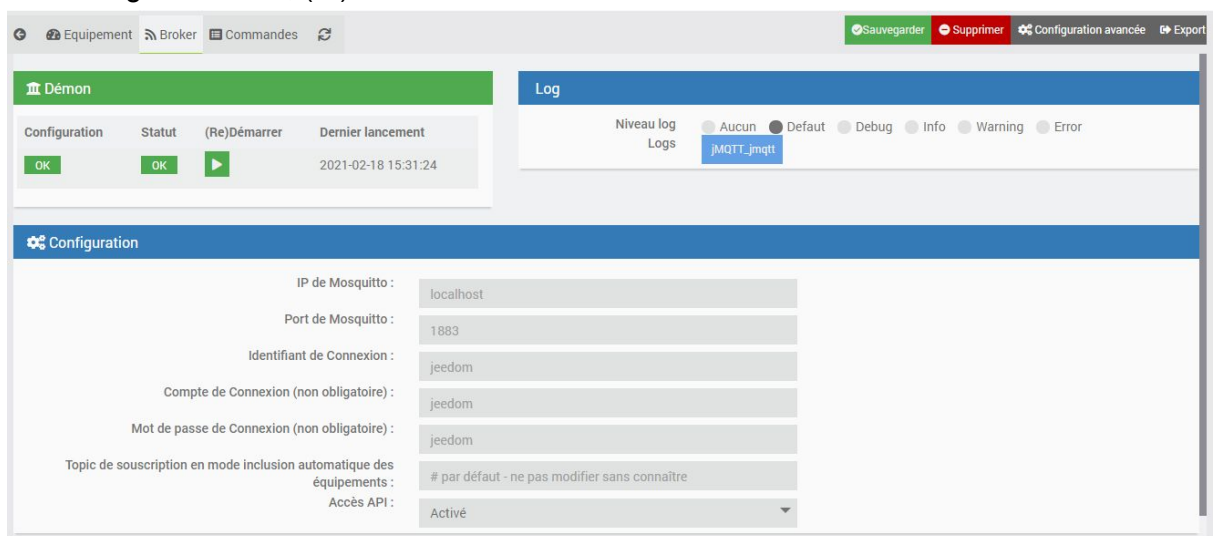 Equipement Broker Commandes Sauvegarder Supprimer Configuration avancée Export
Démon
Configuration Statut (Re)Démarrer Dernier lancement
OK OK 2021-02-18 15:31:24
Log
Niveau log Aucun Defaut Debug Info Warning Error
Logs jMQTT_jmqtt
Configuration
IP de Mosquitto : localhost
Port de Mosquitto : 1883
Identifiant de Connexion : jeedom
Compte de Connexion (non obligatoire) : jeedom
Mot de passe de Connexion (non obligatoire) : jeedom
Topic de souscription en mode inclusion automatique des
équipements : # par défaut - ne pas modifier sans connaître
Accès API : Activé